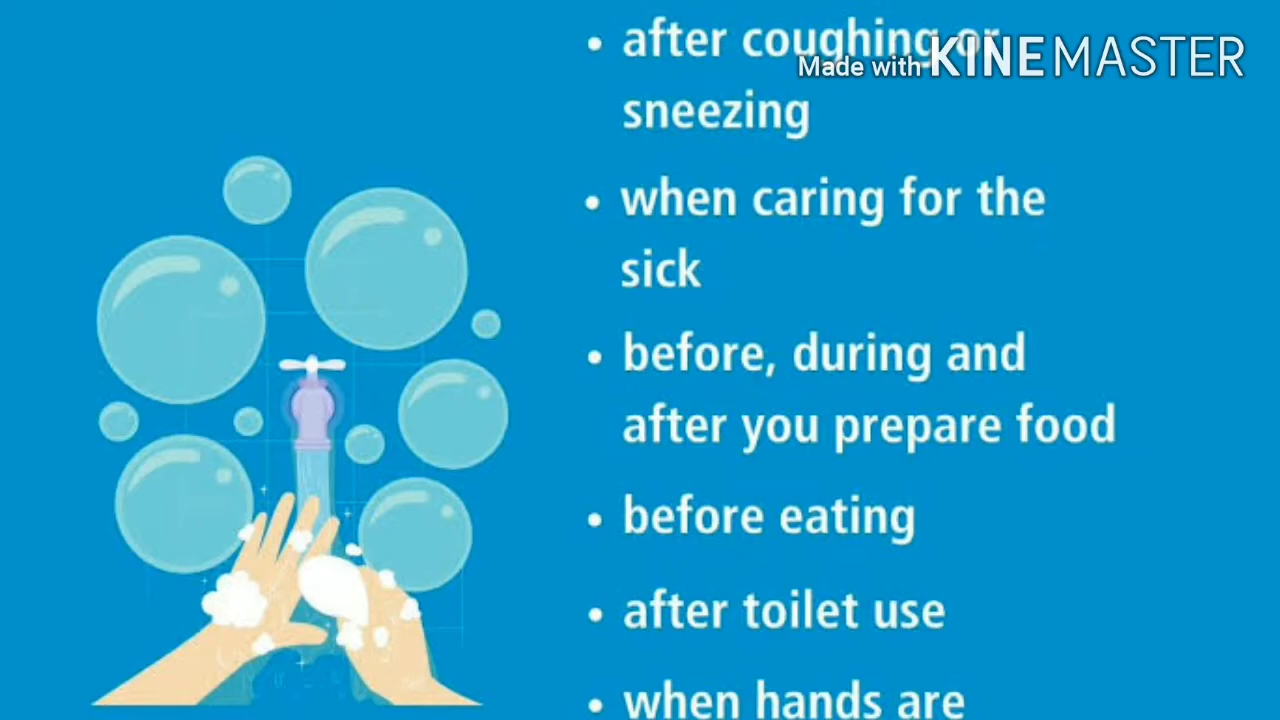 • after coughing or
Made with KINEMASTER
sneezing
• when caring for the
sick
• before, during and
after you prepare food
• before eating
• after toilet use
• when hands are